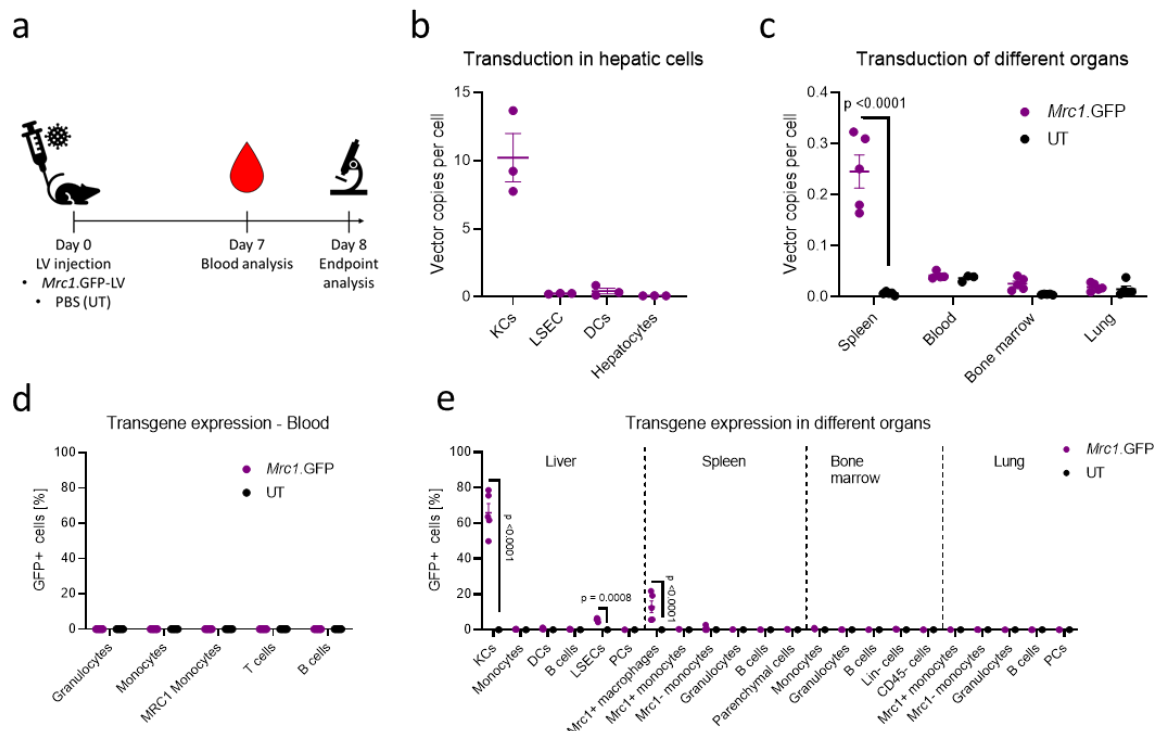 a
Day 0
LV injection
• Mrc1.GFP-LV
• PBS (UT)
Day 7
Blood analysis
Day 8
Endpoint
analysis
b
Transduction in hepatic cells
Vector copies per cell
15
10
5
0
KCs
LSEC
DCs
Hepatocytes
c
Transduction of different organs
Vector copies per cell
0.4
0.3
0.2
0.1
0.0
p <0.0001
Mrc1.GFP
UT
Spleen
Blood
Bone marrow
Lung
d
Transgene expression - Blood
GFP+ cells [%]
100
80
60
40
20
0
Mrc1.GFP
UT
Granulocytes
Monocytes
MRC1 Monocytes
T cells
B cells
e
Transgene expression in different organs
GFP+ cells [%]
100
80
60
40
20
0
Liver
Spleen
Bone
marrow
Lung
Mrc1.GFP
UT
p <0.0001
p = 0.0008
p <0.0001
KCs
Monocytes
DCs
B cells
LSECs
PCs
Mrc1+ macrophages
Mrc1+ monocytes
Mrc1- monocytes
Granulocytes
B cells
Parenchymal cells
Monocytes
Granulocytes
B cells
Lin- cells
CD45- cells
Mrc1+ monocytes
Mrc1- monocytes
Granulocytes
B cells
PCs